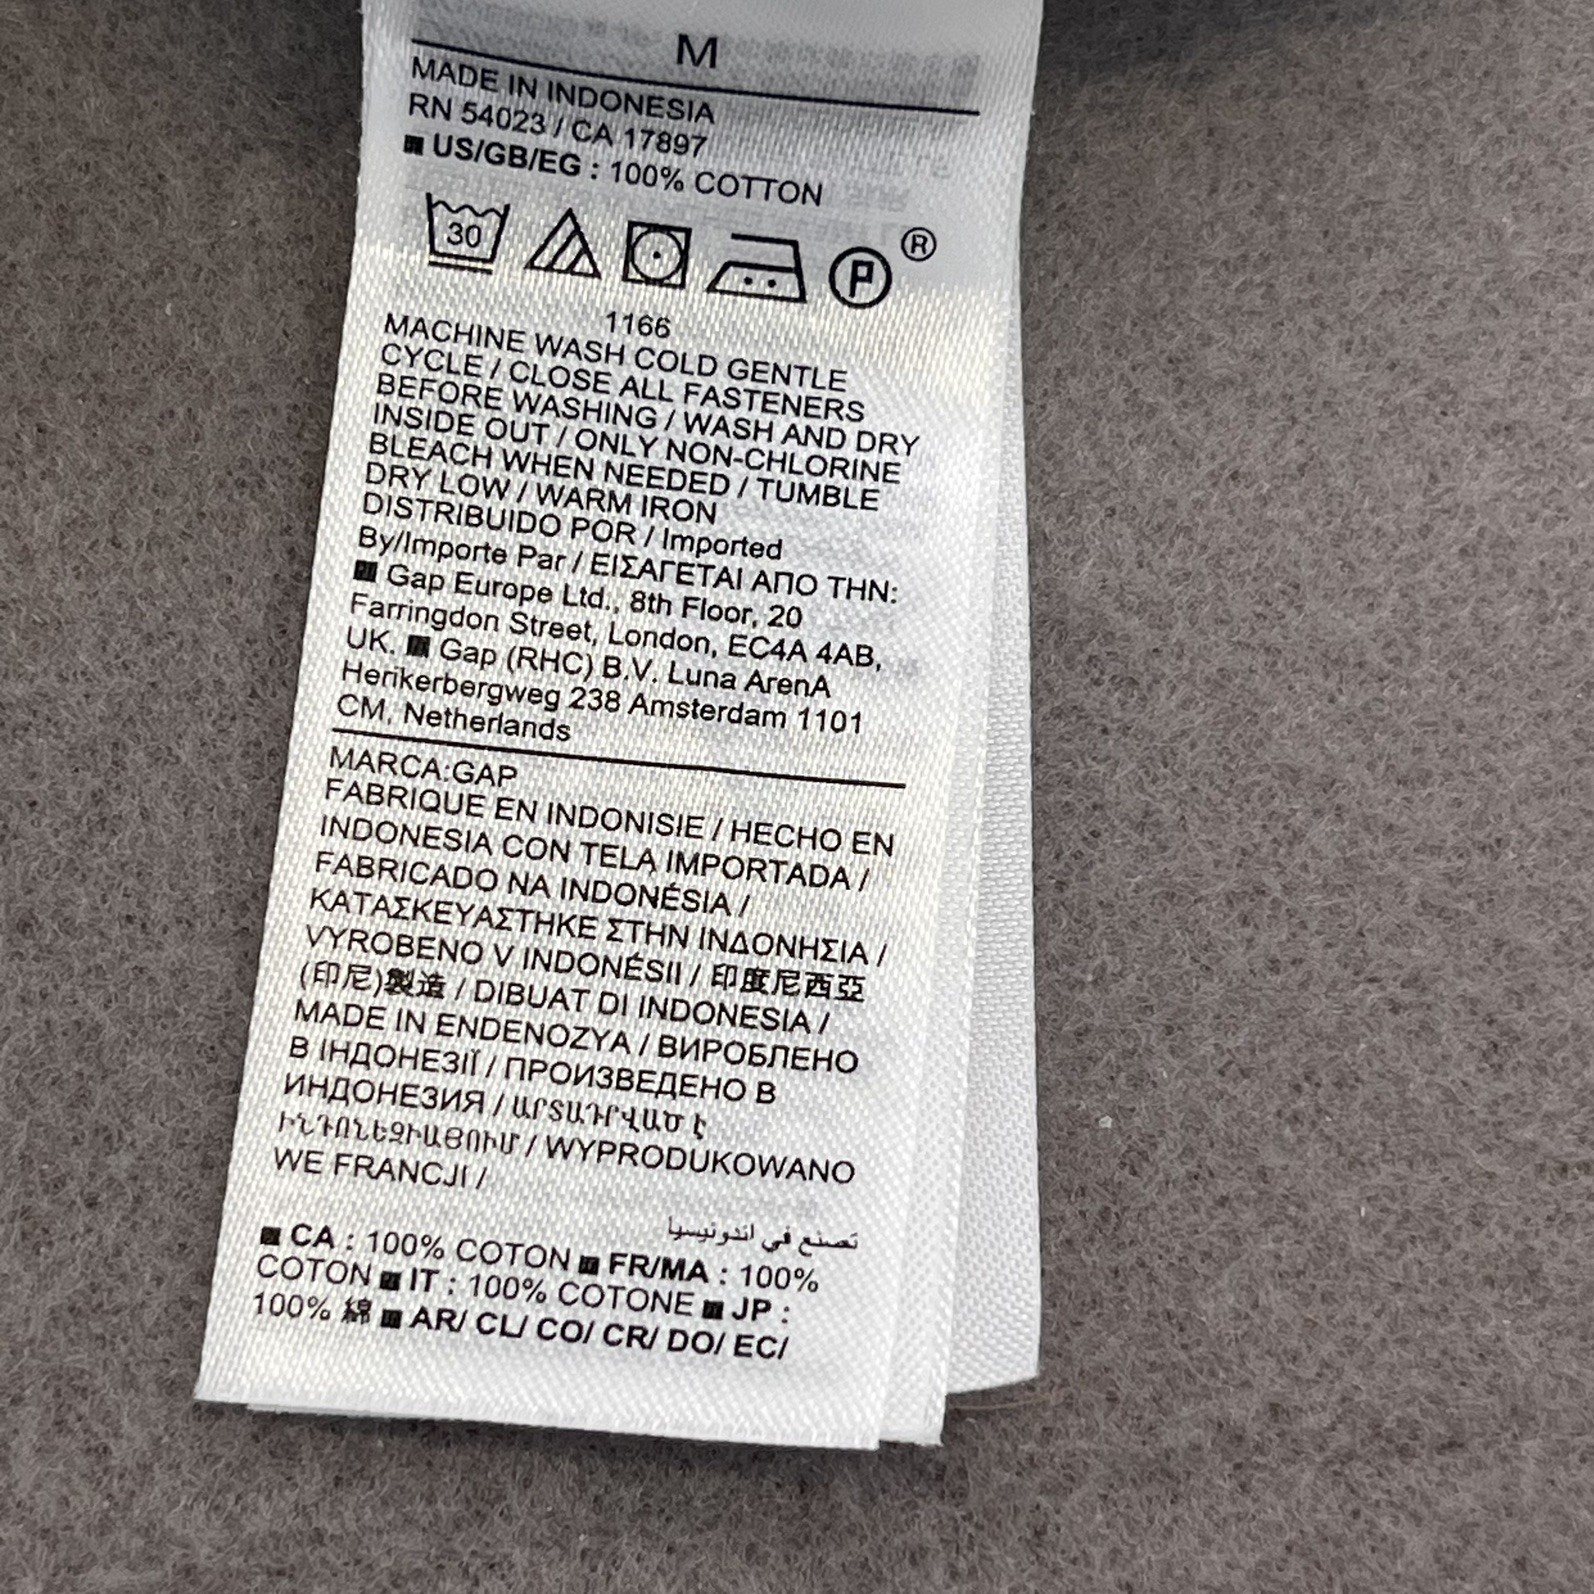 M
MADE IN INDONESIA
RN 54023 / CA 17897
■ US/GB/EG : 100% COTTON
30
P
®
1166
MACHINE WASH COLD GENTLE
CYCLE / CLOSE ALL FASTENERS
BEFORE WASHING / WASH AND DRY
INSIDE OUT / ONLY NON-CHLORINE
BLEACH WHEN NEEDED / TUMBLE
DRY LOW / WARM IRON
DISTRIBUIDO POR / Imported
By/Importe Par / ΕΙΣΑΓΕΤΑΙ ΑΠΟ ΤΗΝ:
■ Gap Europe Ltd., 8th Floor, 20
Farringdon Street, London, EC4A 4AB,
UK. ■ Gap (RHC) B.V. Luna ArenA
Herikerbergweg 238 Amsterdam 1101
CM, Netherlands
MARCA:GAP
FABRIQUE EN INDONISIE / HECHO EN
INDONESIA CON TELA IMPORTADA /
FABRICADO NA INDONÉSIA /
ΚΑΤΑΣΚΕΥΑΣΤΗΚΕ ΣΤΗΝ ΙΝΔΟΝΗΣΙΑ /
VYROBENO V INDONÉSII / 印度尼西亞
(印尼)製造 / DIBUAT DI INDONESIA /
MADE IN ENDENOZYA / ВИРОБЛЕНО
В ІНДОНЕЗІЇ / ПРОИЗВЕДЕНО В
ИНДОНЕЗИЯ / ԱՐՏԱԴՐՎԱԾ Է
ԻՆԴՈՆԵԶԻԱՅՈՒՄ / WYPRODUKOWANO
WE FRANCJI /
تصنع في اندونيسيا
■ CA : 100% COTON ■ FR/MA : 100%
COTON ■ IT : 100% COTONE ■ JP :
100% 綿 ■ AR/ CL/ CO/ CR/ DO/ EC/